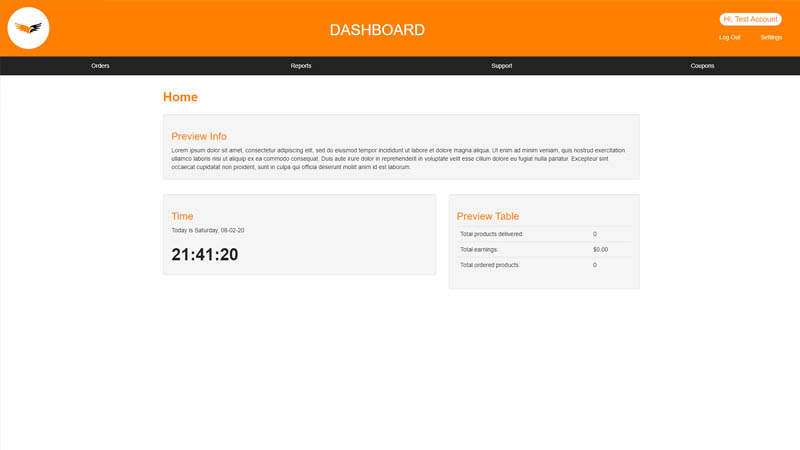 DASHBOARD
Hi, Test Account
Log Out Settings
Orders Reports Support Coupons
Home
Preview Info
Lorem ipsum dolor sit amet, consectetur adipiscing elit, sed do eiusmod tempor incididunt ut labore et dolore magna aliqua. Ut enim ad minim veniam, quis nostrud exercitation
ullamco laboris nisi ut aliquip ex ea commodo consequat. Duis aute irure dolor in reprehenderit in voluptate velit esse cillum dolore eu fugiat nulla pariatur. Excepteur sint
occaecat cupidatat non proident, sunt in culpa qui officia deserunt mollit anim id est laborum.
Time
Today is Saturday, 08-02-20
21:41:20
Preview Table
Total products delivered: 0
Total earnings: $0.00
Total ordered products: 0